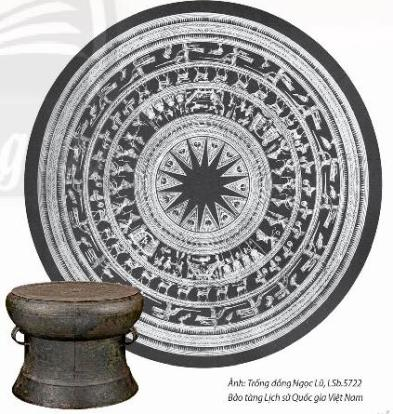 Ảnh: Trống đồng Ngọc Lũ, LSb.5722
Bảo tàng Lịch sử Quốc gia Việt Nam